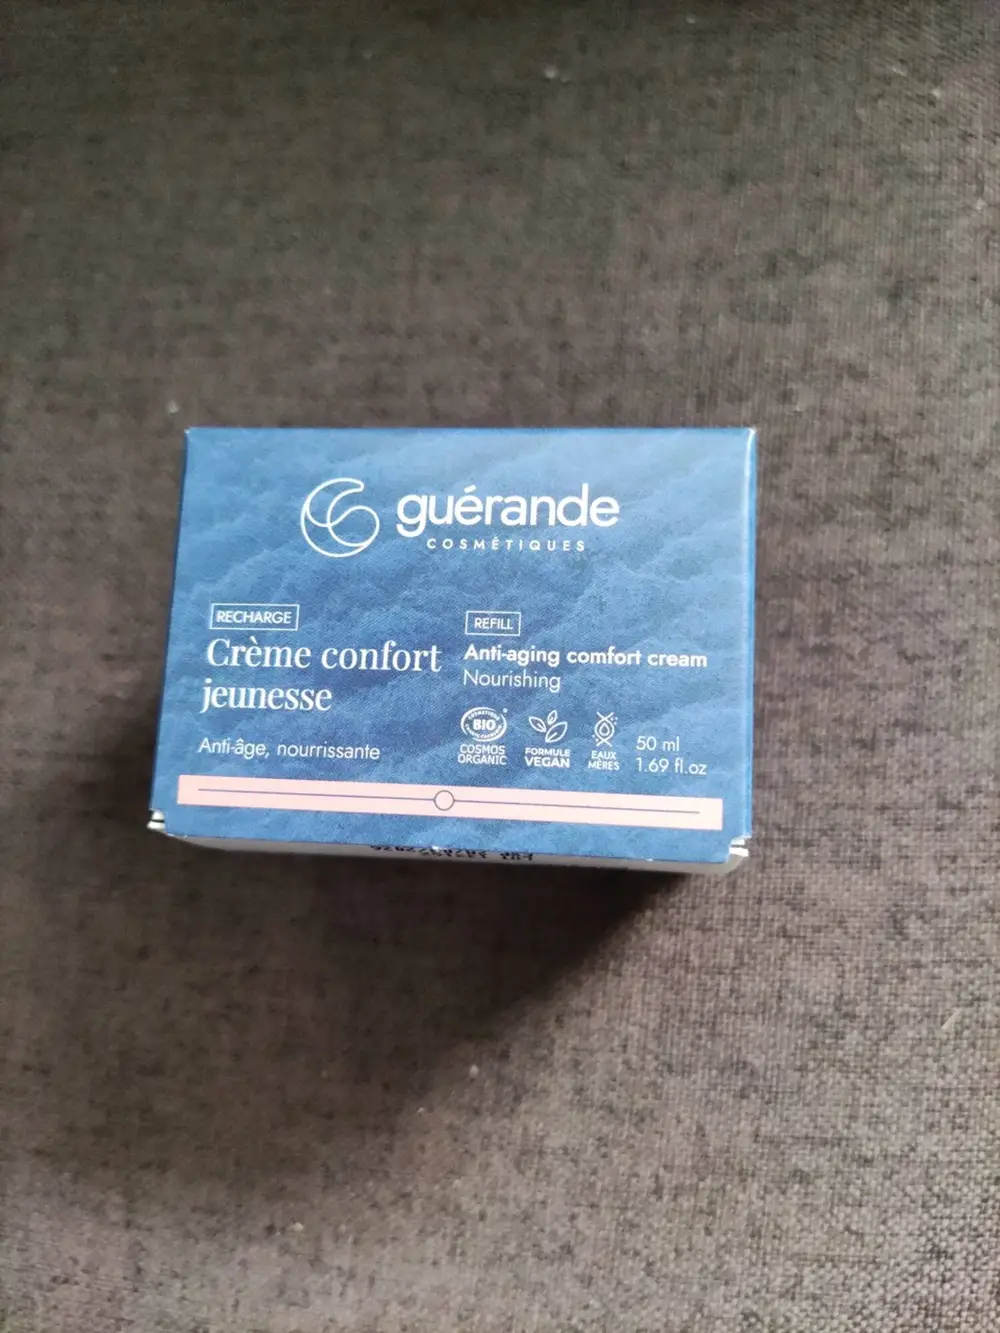 guérande
COSMÉTIQUES
RECHARGE
Crème confort
jeunesse
Anti-âge, nourrissante
REFILL
Anti-aging comfort cream
Nourishing
BIO
COSMOS
ORGANIC
FORMULE
VEGAN
EAUX
MÈRES
50 ml
1.69 fl.oz